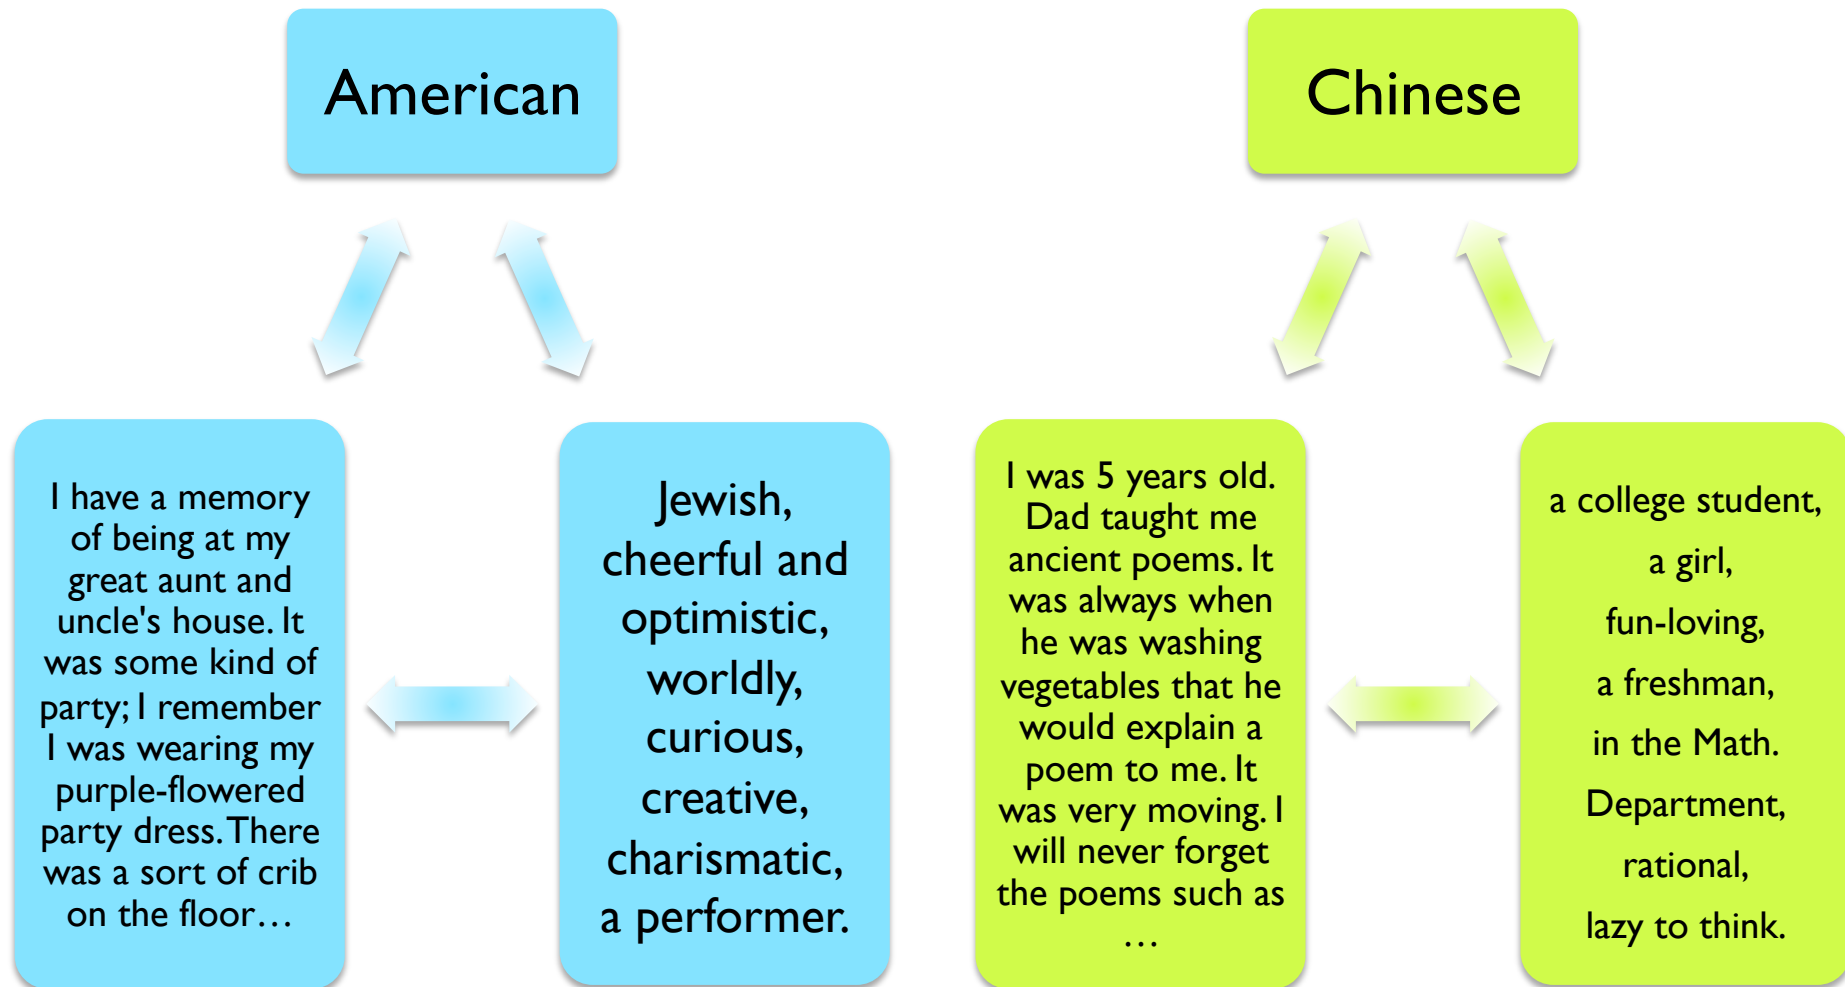 American
Chinese
I have a memory
of being at my
great aunt and
uncle's house. It
was some kind of
party; I remember
I was wearing my
purple-flowered
party dress. There
was a sort of crib
on the floor…
Jewish,
cheerful and
optimistic,
worldly,
curious,
creative,
charismatic,
a performer.
I was 5 years old.
Dad taught me
ancient poems. It
was always when
he was washing
vegetables that he
would explain a
poem to me. It
was very moving. I
will never forget
the poems such as
…
a college student,
a girl,
fun-loving,
a freshman,
in the Math.
Department,
rational,
lazy to think.